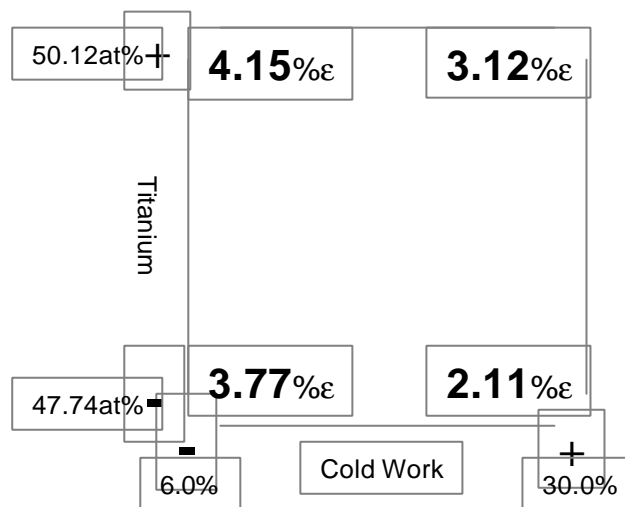 50.12at%
+
4.15%ε
3.12%ε
Titanium
3.77%ε
2.11%ε
47.74at%
-
-
+
Cold Work
6.0%
30.0%